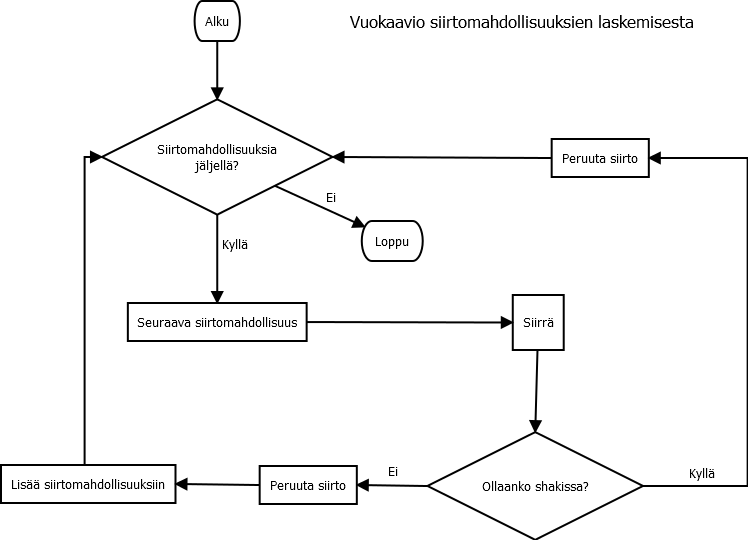 Alku
Vuokaavio siirtomahdollisuuksien laskemisesta
Siirtomahdollisuuksia
jäljellä?
Peruuta siirto
Ei
Loppu
Kyllä
Seuraava siirtomahdollisuus
Siirrä
Ollaanko shakissa?
Kyllä
Ei
Peruuta siirto
Lisää siirtomahdollisuuksiin